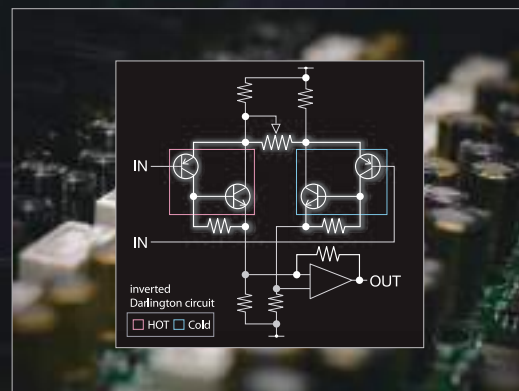 IN
IN
OUT
inverted
Darlington circuit
HOT Cold